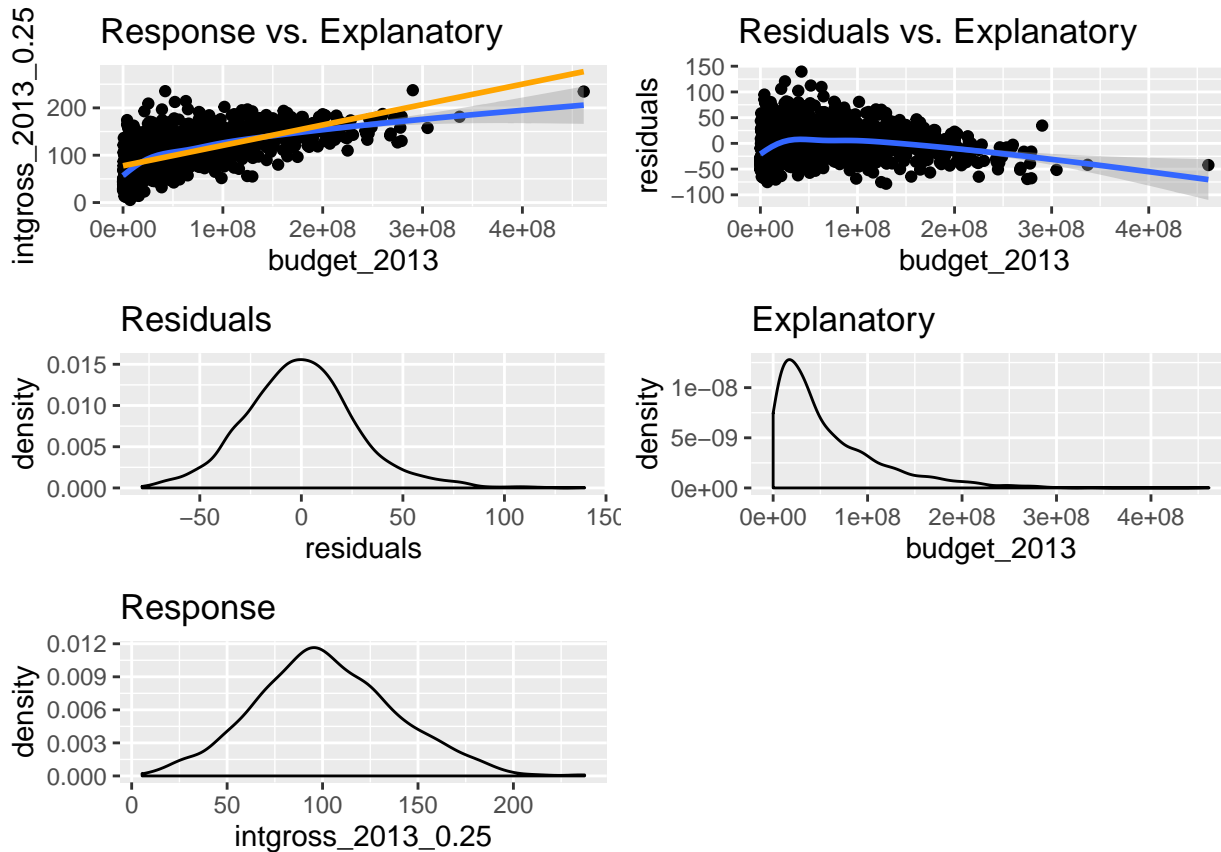 Response vs. Explanatory
intgross_2013_0.25
200
100
0
0e+00 1e+08 2e+08 3e+08 4e+08
budget_2013
Residuals vs. Explanatory
residuals
150
100
50
0
−50
−100
0e+00 1e+08 2e+08 3e+08 4e+08
budget_2013
Residuals
density
0.015
0.010
0.005
0.000
−50 0 50 100 150
residuals
Explanatory
density
1e−08
5e−09
0e+00
0e+00 1e+08 2e+08 3e+08 4e+08
budget_2013
Response
density
0.012
0.009
0.006
0.003
0.000
0 50 100 150 200
intgross_2013_0.25